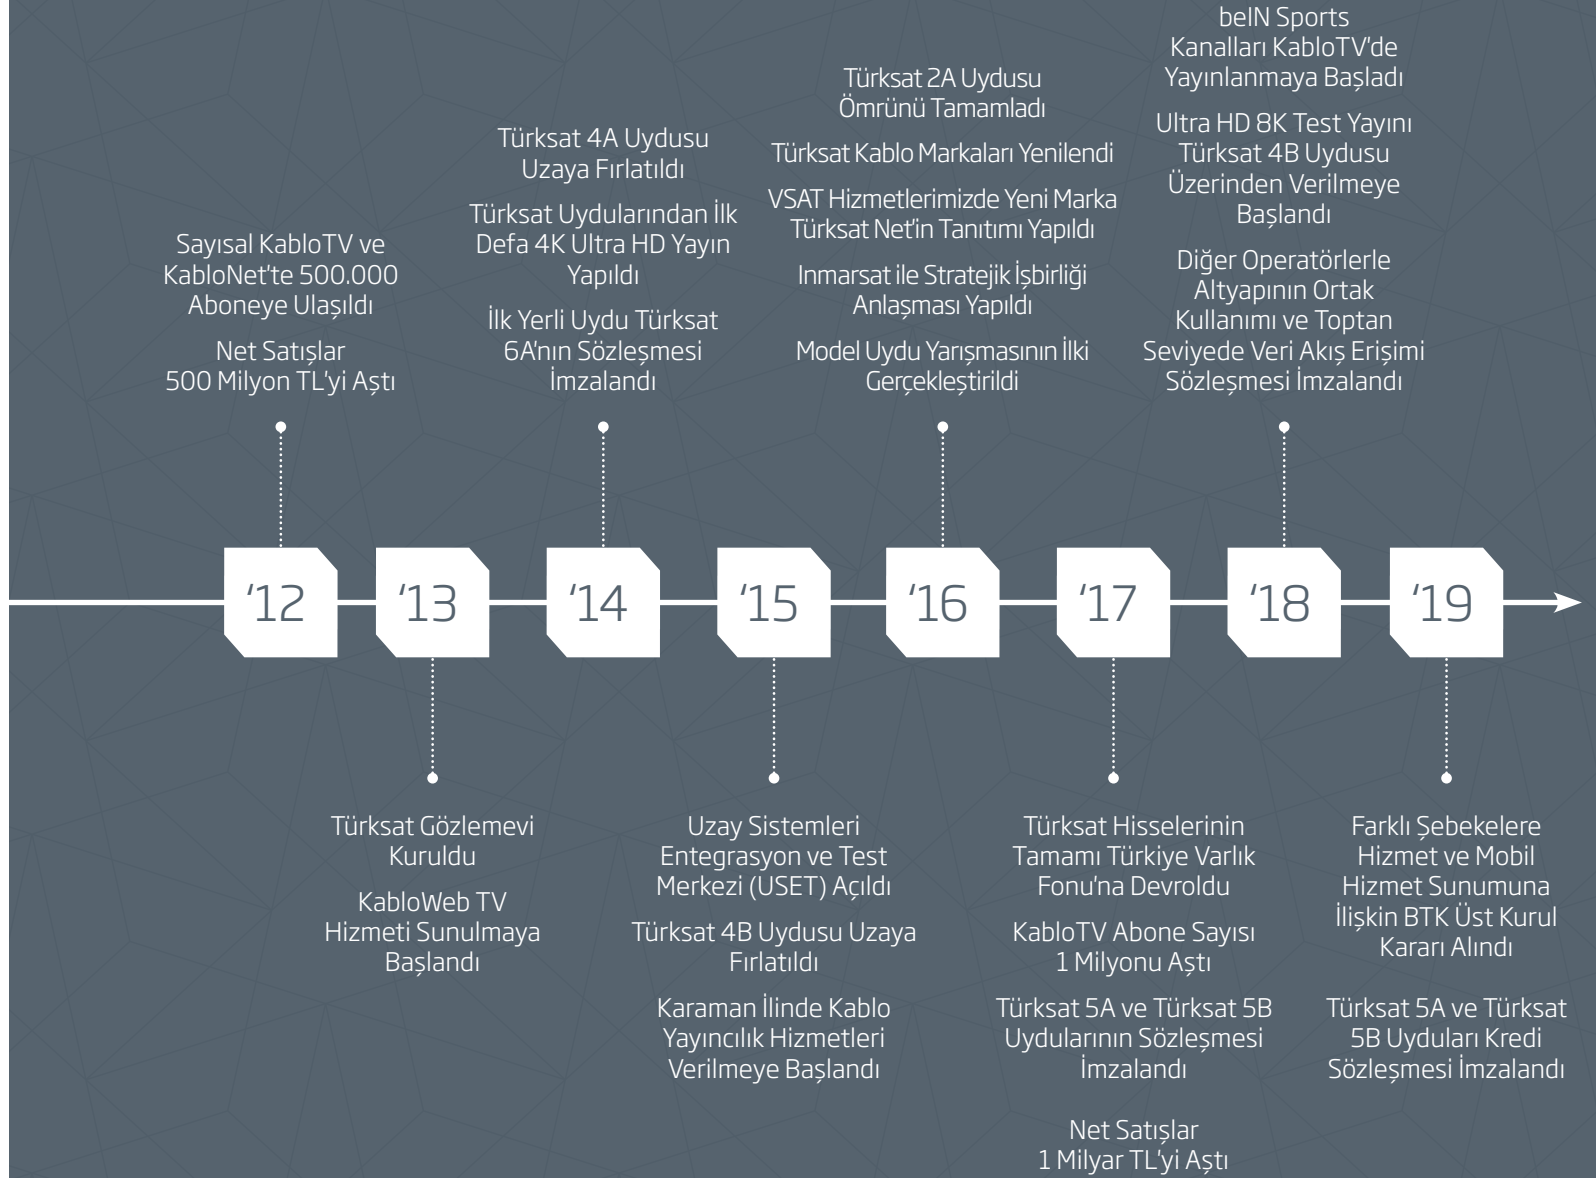 Sayısal KabloTV ve
KabloNet'te 500.000
Aboneye Ulaşıldı
Net Satışlar
500 Milyon TL'yi Aştı
Türksat 4A Uydusu
Uzaya Fırlatıldı
Türksat Uydularından İlk
Defa 4K Ultra HD Yayın
Yapıldı
İlk Yerli Uydu Türksat
6A'nın Sözleşmesi
İmzalandı
Türksat 2A Uydusu
Ömrünü Tamamladı
Türksat Kablo Markaları Yenilendi
VSAT Hizmetlerimizde Yeni Marka
Türksat Net'in Tanıtımı Yapıldı
Inmarsat ile Stratejik İşbirliği
Anlaşması Yapıldı
Model Uydu Yarışmasının İlki
Gerçekleştirildi
beIN Sports
Kanalları KabloTV'de
Yayınlanmaya Başladı
Ultra HD 8K Test Yayını
Türksat 4B Uydusu
Üzerinden Verilmeye
Başlandı
Diğer Operatörlerle
Altyapının Ortak
Kullanımı ve Toptan
Seviyede Veri Akış Erişimi
Sözleşmesi İmzalandı
'12 '13 '14 '15 '16 '17 '18 '19
Türksat Gözlemevi
Kuruldu
KabloWeb TV
Hizmeti Sunulmaya
Başlandı
Uzay Sistemleri
Entegrasyon ve Test
Merkezi (USET) Açıldı
Türksat 4B Uydusu Uzaya
Fırlatıldı
Karaman İlinde Kablo
Yayıncılık Hizmetleri
Verilmeye Başlandı
Türksat Hisselerinin
Tamamı Türkiye Varlık
Fonu'na Devroldu
KabloTV Abone Sayısı
1 Milyonu Aştı
Türksat 5A ve Türksat 5B
Uydularının Sözleşmesi
İmzalandı
Net Satışlar
1 Milyar TL'yi Aştı
Farklı Şebekelere
Hizmet ve Mobil
Hizmet Sunumuna
İlişkin BTK Üst Kurul
Kararı Alındı
Türksat 5A ve Türksat
5B Uyduları Kredi
Sözleşmesi İmzalandı